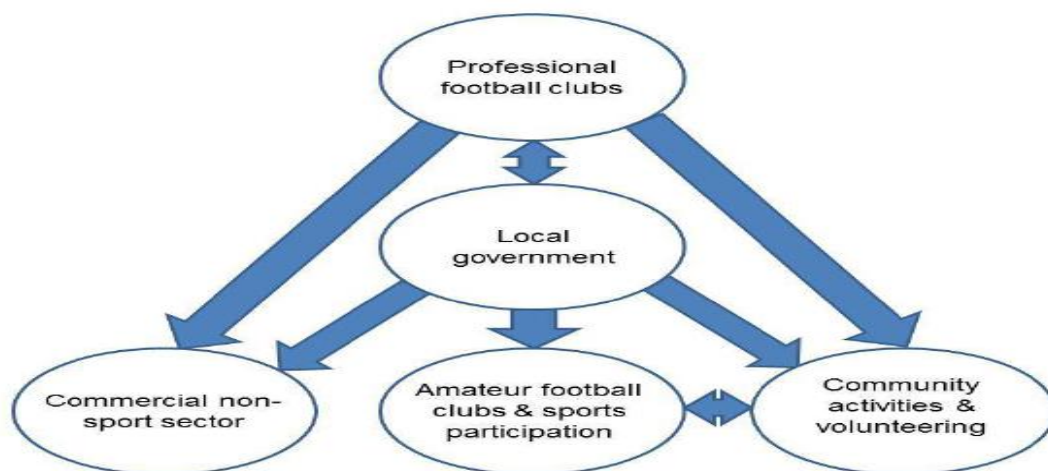 Professional
football clubs
Local
government
Commercial non-
sport sector
Amateur football
clubs & sports
participation
Community
activities &
volunteering